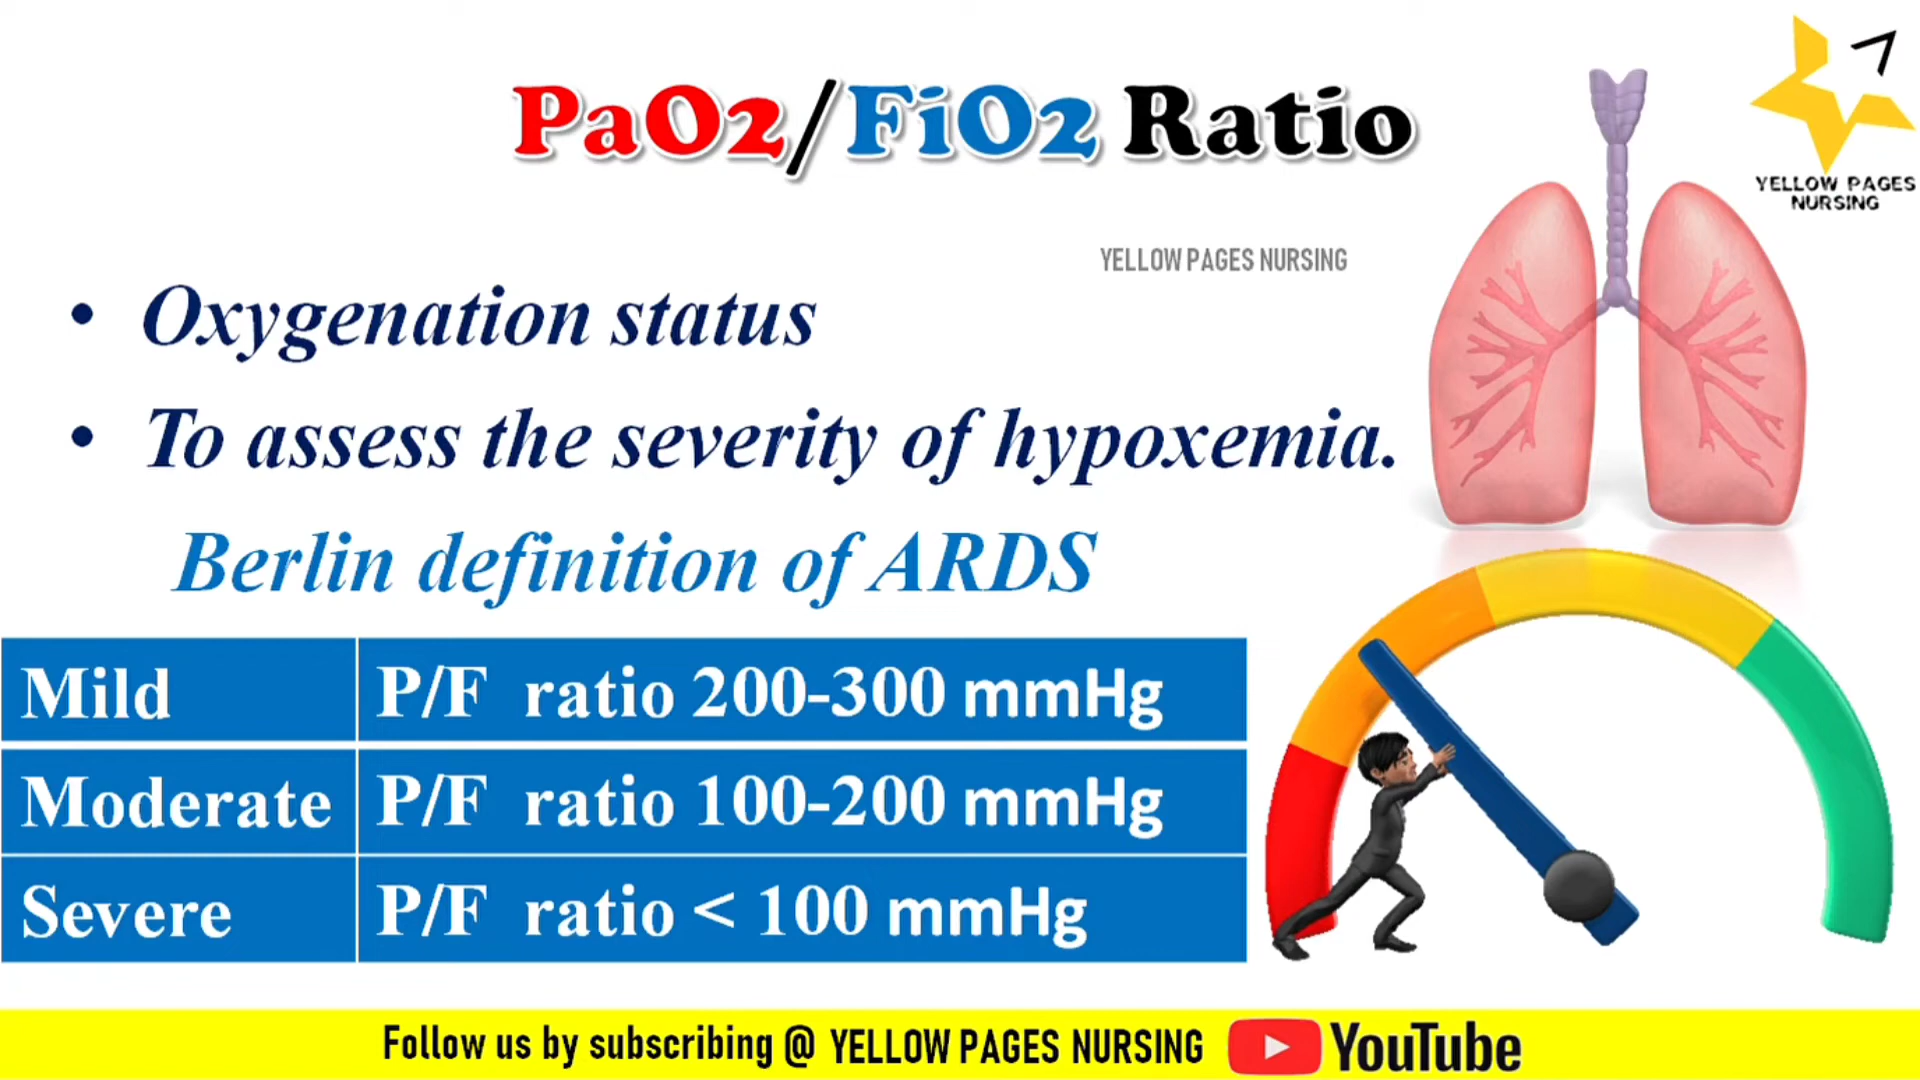 PaO2/FiO2 Ratio
YELLOW PAGES
NURSING
YELLOW PAGES NURSING
• Oxygenation status
• To assess the severity of hypoxemia.
Berlin definition of ARDS
Mild P/F ratio 200-300 mmHg
Moderate P/F ratio 100-200 mmHg
Severe P/F ratio < 100 mmHg
Follow us by subscribing @ YELLOW PAGES NURSING YouTube